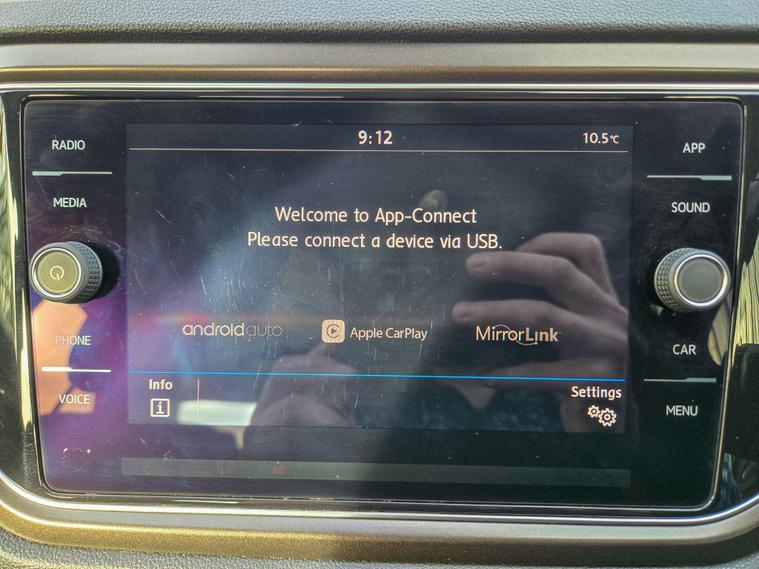 RADIO
MEDIA
PHONE
VOICE
9:12
10.5°C
Welcome to App-Connect
Please connect a device via USB.
androidauto
Apple CarPlay
MirrorLink
Info
i
Settings
APP
SOUND
CAR
MENU